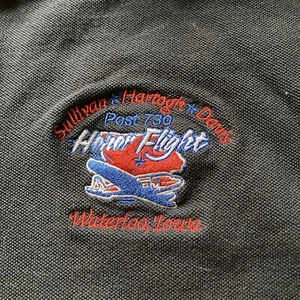 Sullivan * Hartogh * Davis
Post 730
Honor Flight
Waterloo, Iowa